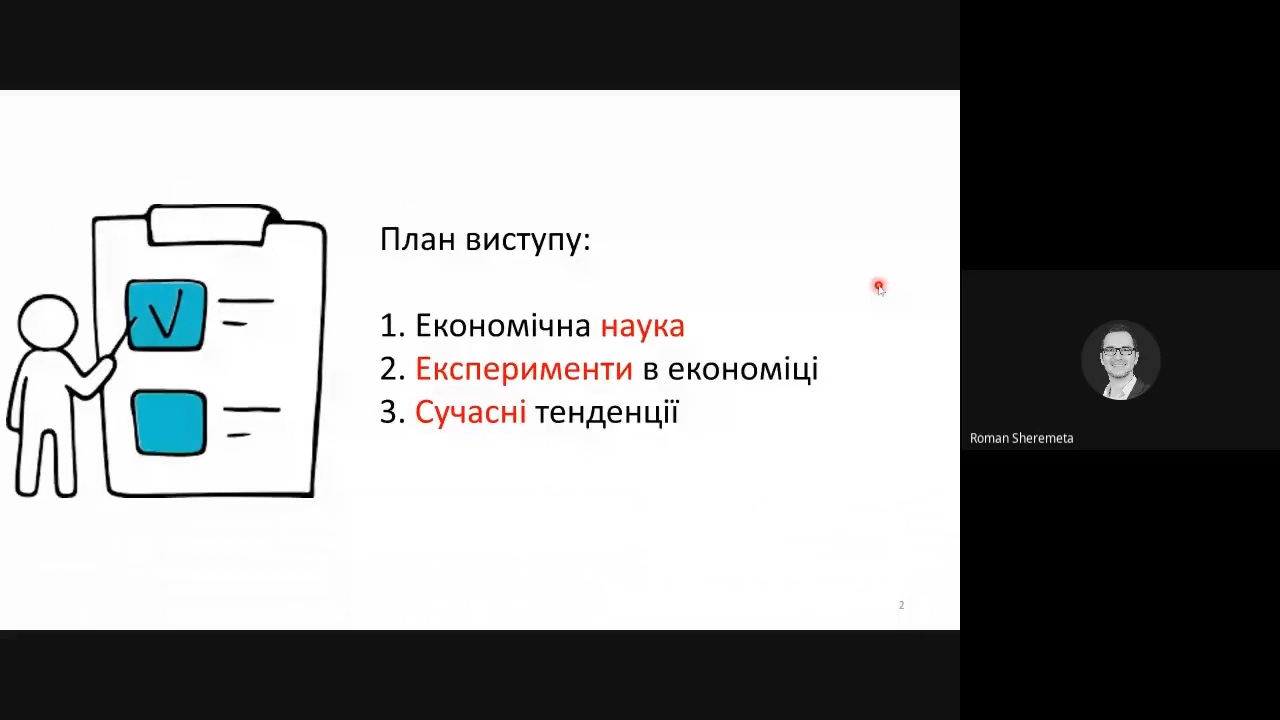 План виступу:
1. Економічна наука
2. Експерименти в економіці
3. Сучасні тенденції
2
Roman Sheremeta